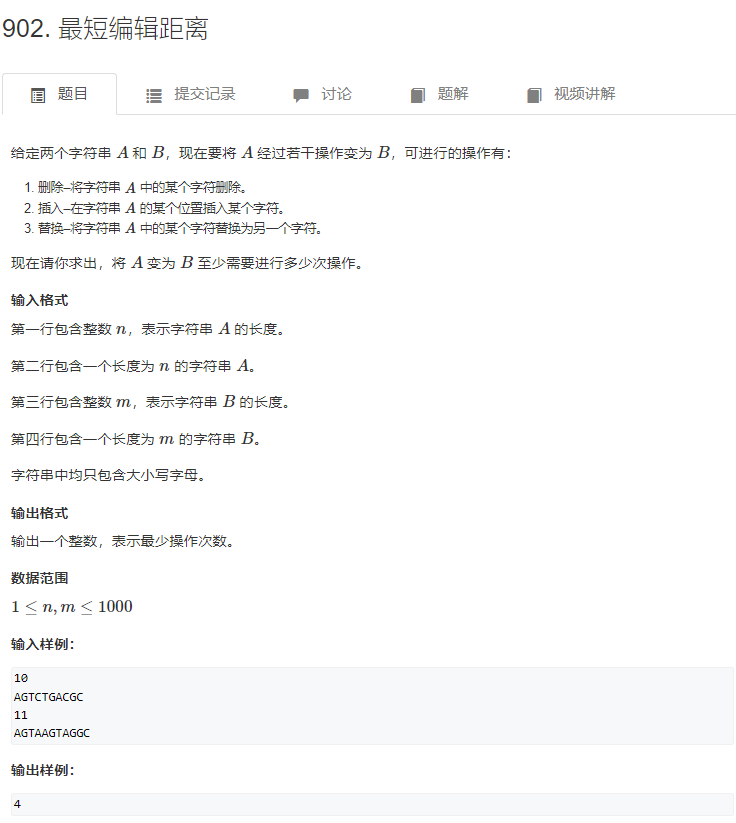 902. 最短编辑距离
题目 提交记录 讨论 题解 视频讲解
给定两个字符串 A 和 B，现在要将 A 经过若干操作变为 B，可进行的操作有：
1. 删除–将字符串 A 中的某个字符删除。
2. 插入–在字符串 A 的某个位置插入某个字符。
3. 替换–将字符串 A 中的某个字符替换为另一个字符。
现在请你求出，将 A 变为 B 至少需要进行多少次操作。
输入格式
第一行包含整数 n，表示字符串 A 的长度。
第二行包含一个长度为 n 的字符串 A。
第三行包含整数 m，表示字符串 B 的长度。
第四行包含一个长度为 m 的字符串 B。
字符串中均只包含大小写字母。
输出格式
输出一个整数，表示最少操作次数。
数据范围
1 ≤ n, m ≤ 1000
输入样例：
10
AGTCTGACGC
11
AGTAAGTAGGC
输出样例：
4